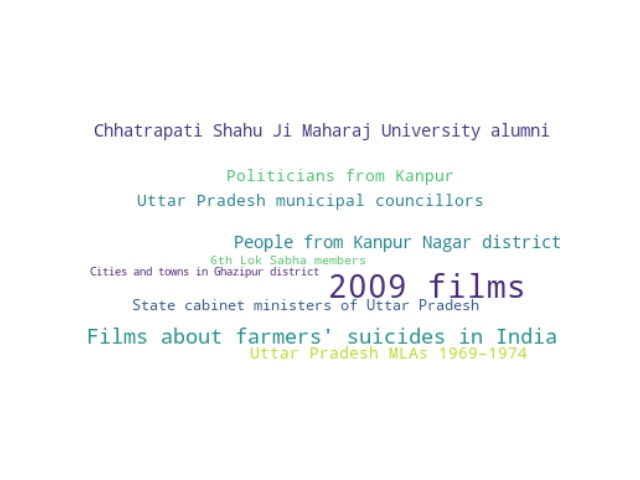 Chhatrapati Shahu Ji Maharaj University alumni
Politicians from Kanpur
Uttar Pradesh municipal councillors
People from Kanpur Nagar district
6th Lok Sabha members
Cities and towns in Ghazipur district
2009 films
State cabinet ministers of Uttar Pradesh
Films about farmers' suicides in India
Uttar Pradesh MLAs 1969–1974